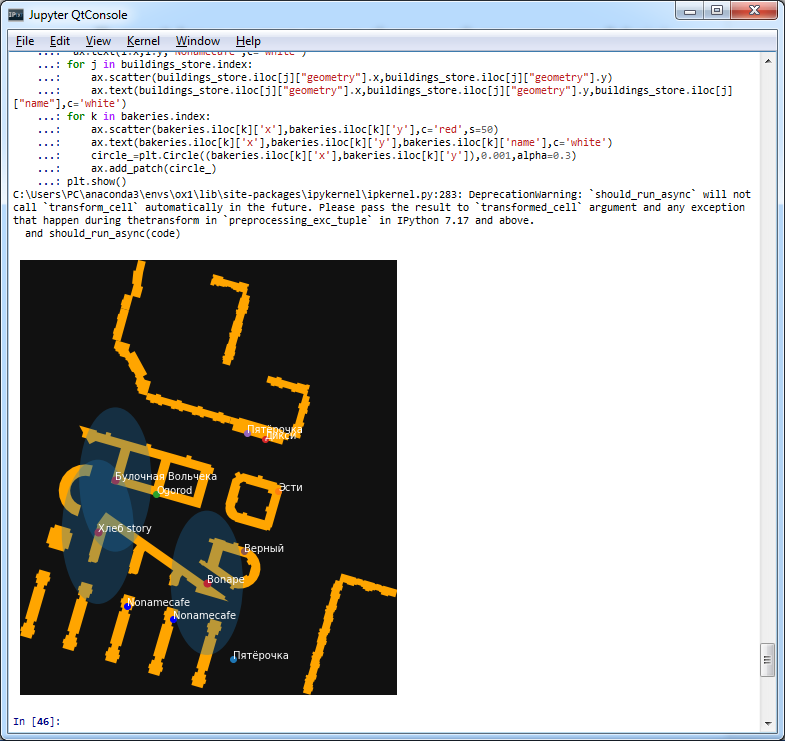 Jupyter QtConsole
File Edit View Kernel Window Help
...: ax.text(i.x,i.y,'Nonamecafe',c='white')
...: for j in buildings_store.index:
...:     ax.scatter(buildings_store.iloc[j]["geometry"].x,buildings_store.iloc[j]["geometry"].y)
...:     ax.text(buildings_store.iloc[j]["geometry"].x,buildings_store.iloc[j]["geometry"].y,buildings_store.iloc[j]
["name"],c='white')
...: for k in bakeries.index:
...:     ax.scatter(bakeries.iloc[k]['x'],bakeries.iloc[k]['y'],c='red',s=50)
...:     ax.text(bakeries.iloc[k]['x'],bakeries.iloc[k]['y'],bakeries.iloc[k]['name'],c='white')
...:     circle_=plt.Circle((bakeries.iloc[k]['x'],bakeries.iloc[k]['y']),0.001,alpha=0.3)
...:     ax.add_patch(circle_)
...: plt.show()
C:\Users\PC\anaconda3\envs\ox1\lib\site-packages\ipykernel\ipkernel.py:283: DeprecationWarning: `should_run_async` will not
call `transform_cell` automatically in the future. Please pass the result to `transformed_cell` argument and any exception
that happen during thetransform in `preprocessing_exc_tuple` in IPython 7.17 and above.
  and should_run_async(code)
Пятёрочка
Дикси
Булочная Вольчека
Эсти
Ogorod
Хлеб story
Верный
Bonape
Nonamecafe
Nonamecafe
Пятёрочка
In [46]: